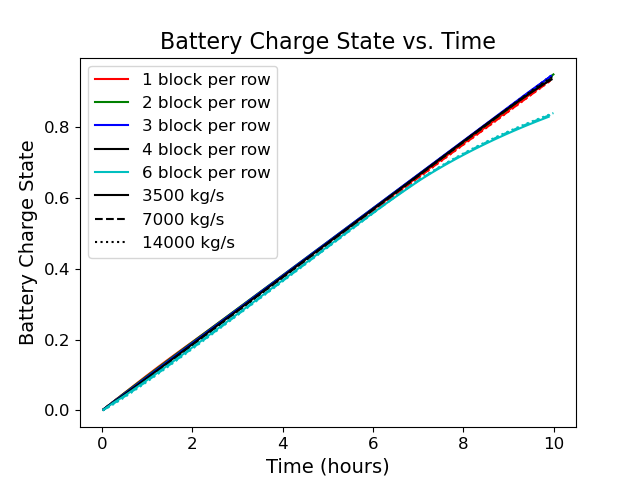 Battery Charge State vs. Time
1 block per row
2 block per row
3 block per row
4 block per row
6 block per row
3500 kg/s
7000 kg/s
14000 kg/s
Battery Charge State
0.8
0.6
0.4
0.2
0.0
0 2 4 6 8 10
Time (hours)